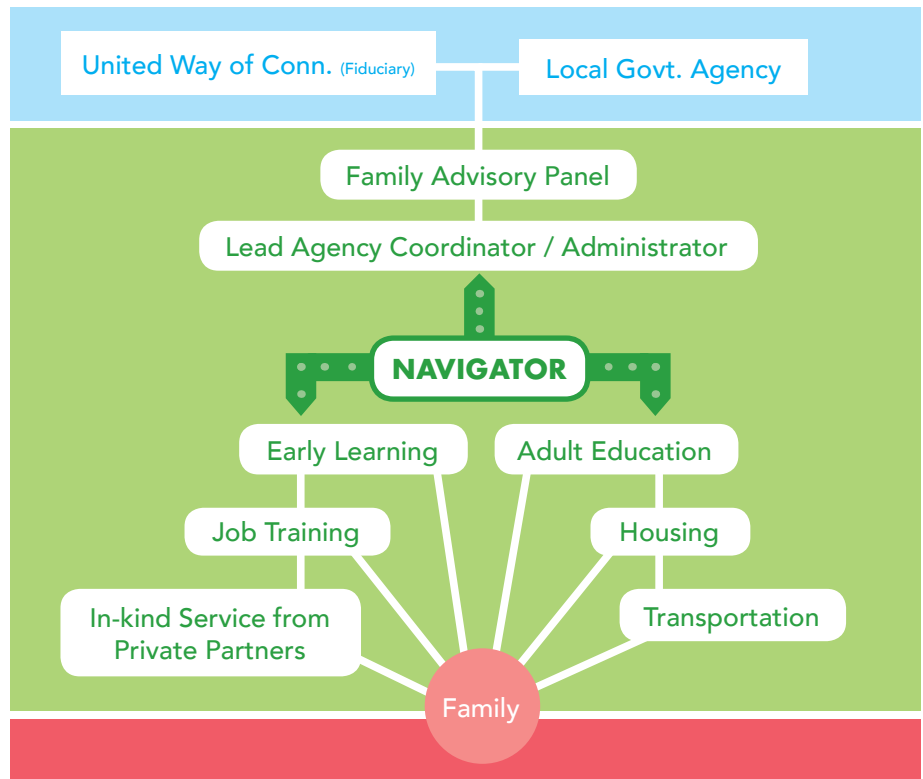 United Way of Conn. (Fiduciary)
Local Govt. Agency
Family Advisory Panel
Lead Agency Coordinator / Administrator
NAVIGATOR
Early Learning
Adult Education
Job Training
Housing
In-kind Service from
Private Partners
Transportation
Family